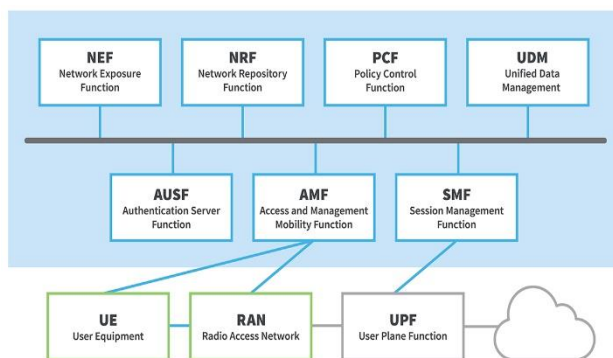 NEF
Network Exposure
Function
NRF
Network Repository
Function
PCF
Policy Control
Function
UDM
Unified Data
Management
AUSF
Authentication Server
Function
AMF
Access and Management
Mobility Function
SMF
Session Management
Function
UE
User Equipment
RAN
Radio Access Network
UPF
User Plane Function